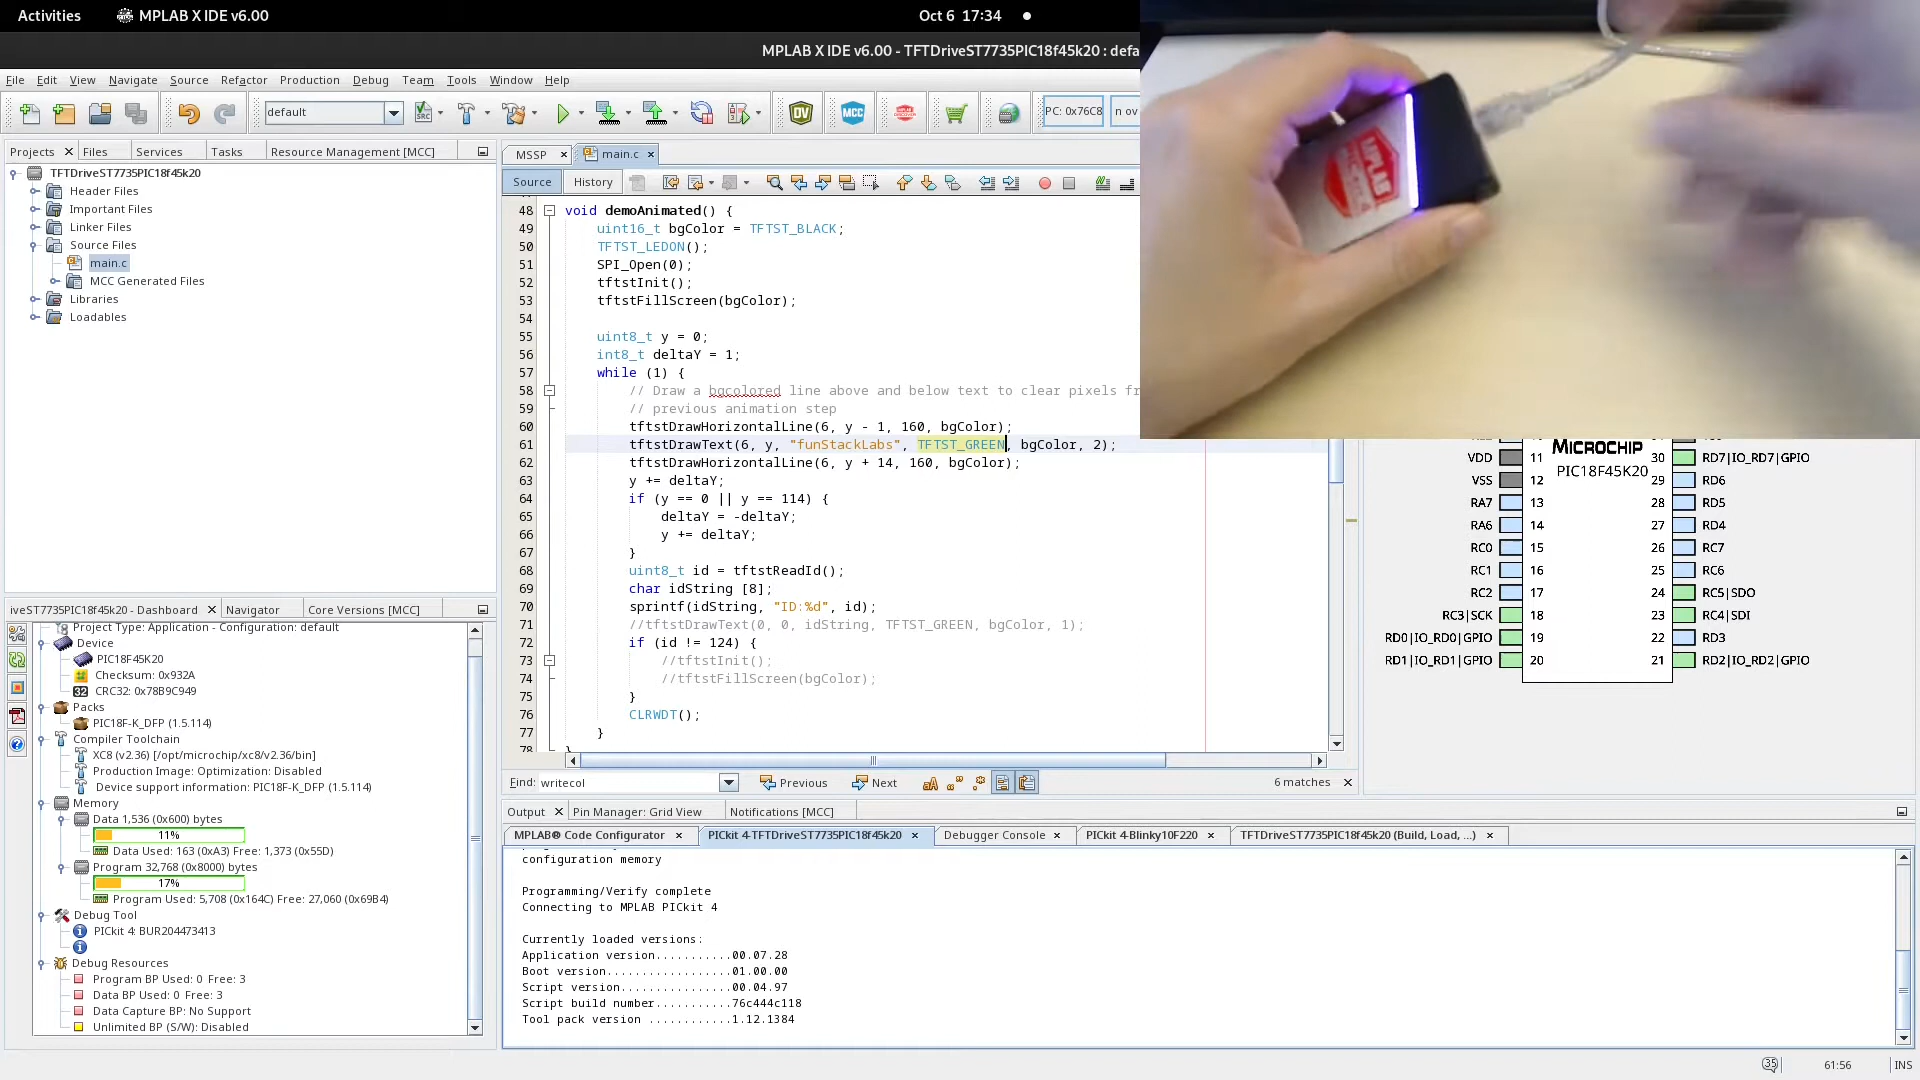 Activities
MPLAB X IDE v6.00
Oct 6 17:34
MPLAB X IDE v6.00 - TFTDriveST7735PIC18f45k20 : defa
File Edit View Navigate Source Refactor Production Debug Team Tools Window Help
default
PC: 0x76C8
n ov
Projects
Files
Services
Tasks
Resource Management [MCC]
TFTDriveST7735PIC18f45k20
Header Files
Important Files
Linker Files
Source Files
main.c
MCC Generated Files
Libraries
Loadables
MSSP
main.c
Source
History
48 void demoAnimated() {
49 uint16_t bgColor = TFTST_BLACK;
50 TFTST_LEDON();
51 SPI_Open(0);
52 tftstInit();
53 tftstFillScreen(bgColor);
54
55 uint8_t y = 0;
56 int8_t deltaY = 1;
57 while (1) {
58 // Draw a bgcolored line above and below text to clear pixels fr
59 // previous animation step
60 tftstDrawHorizontalLine(6, y - 1, 160, bgColor);
61 tftstDrawText(6, y, "funStackLabs", TFTST_GREEN, bgColor, 2);
62 tftstDrawHorizontalLine(6, y + 14, 160, bgColor);
63 y += deltaY;
64 if (y == 0 || y == 114) {
65 deltaY = -deltaY;
66 y += deltaY;
67 }
68 uint8_t id = tftstReadId();
69 char idString [8];
70 sprintf(idString, "ID:%d", id);
71 //tftstDrawText(0, 0, idString, TFTST_GREEN, bgColor, 1);
72 if (id != 124) {
73 //tftstInit();
74 //tftstFillScreen(bgColor);
75 }
76 CLRWDT();
77 }
78 }
Find: writecol
Previous
Next
6 matches
MPLAB
MICROCHIP
PIC18F45K20
VDD 11
30 RD7|IO_RD7|GPIO
VSS 12
29 RD6
RA7 13
28 RD5
RA6 14
27 RD4
RC0 15
26 RC7
RC1 16
25 RC6
RC2 17
24 RC5|SDO
RC3|SCK 18
23 RC4|SDI
RD0|IO_RD0|GPIO 19
22 RD3
RD1|IO_RD1|GPIO 20
21 RD2|IO_RD2|GPIO
iveST7735PIC18f45k20 - Dashboard
Navigator
Core Versions [MCC]
Project Type: Application - Configuration: default
Device
PIC18F45K20
Checksum: 0x932A
CRC32: 0x78B9C949
Packs
PIC18F-K_DFP (1.5.114)
Compiler Toolchain
XC8 (v2.36) [/opt/microchip/xc8/v2.36/bin]
Production Image: Optimization: Disabled
Device support information: PIC18F-K_DFP (1.5.114)
Memory
Data 1,536 (0x600) bytes
11%
Data Used: 163 (0xA3) Free: 1,373 (0x55D)
Program 32,768 (0x8000) bytes
17%
Program Used: 5,708 (0x164C) Free: 27,060 (0x69B4)
Debug Tool
PICkit 4: BUR204473413
Debug Resources
Program BP Used: 0 Free: 3
Data BP Used: 0 Free: 3
Data Capture BP: No Support
Unlimited BP (S/W): Disabled
Output
Pin Manager: Grid View
Notifications [MCC]
MPLAB® Code Configurator
PICkit 4-TFTDriveST7735PIC18f45k20
Debugger Console
PICkit 4-Blinky10F220
TFTDriveST7735PIC18f45k20 (Build, Load, ...)
configuration memory
Programming/Verify complete
Connecting to MPLAB PICkit 4
Currently loaded versions:
Application version...........00.07.28
Boot version..................01.00.00
Script version................00.04.97
Script build number...........76c444c118
Tool pack version ............1.12.1384
35
61:56
INS